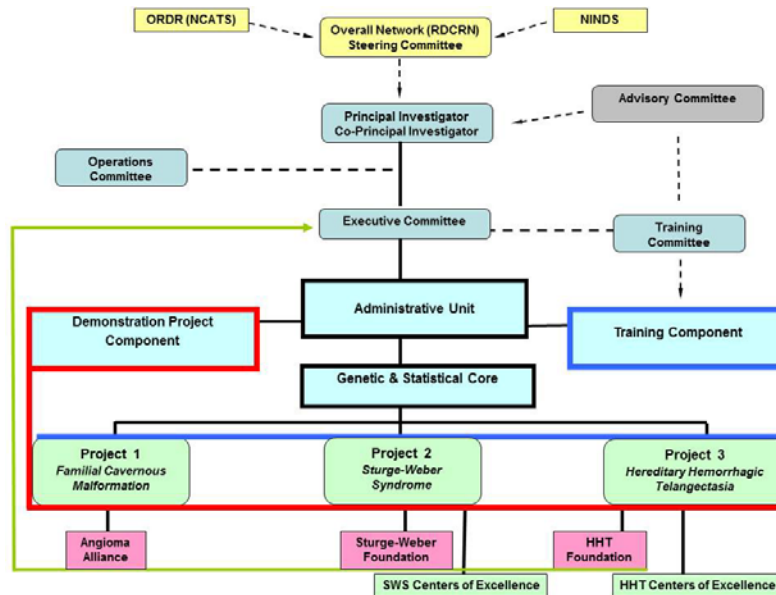 ORDR (NCATS)
Overall Network (RDCRN)
Steering Committee
NINDS
Principal Investigator
Co-Principal Investigator
Advisory Committee
Operations
Committee
Executive Committee
Training
Committee
Demonstration Project
Component
Administrative Unit
Training Component
Genetic & Statistical Core
Project 1
Familial Cavernous
Malformation
Project 2
Sturge-Weber
Syndrome
Project 3
Hereditary Hemorrhagic
Telangectasia
Angioma
Alliance
Sturge-Weber
Foundation
HHT
Foundation
SWS Centers of Excellence
HHT Centers of Excellence